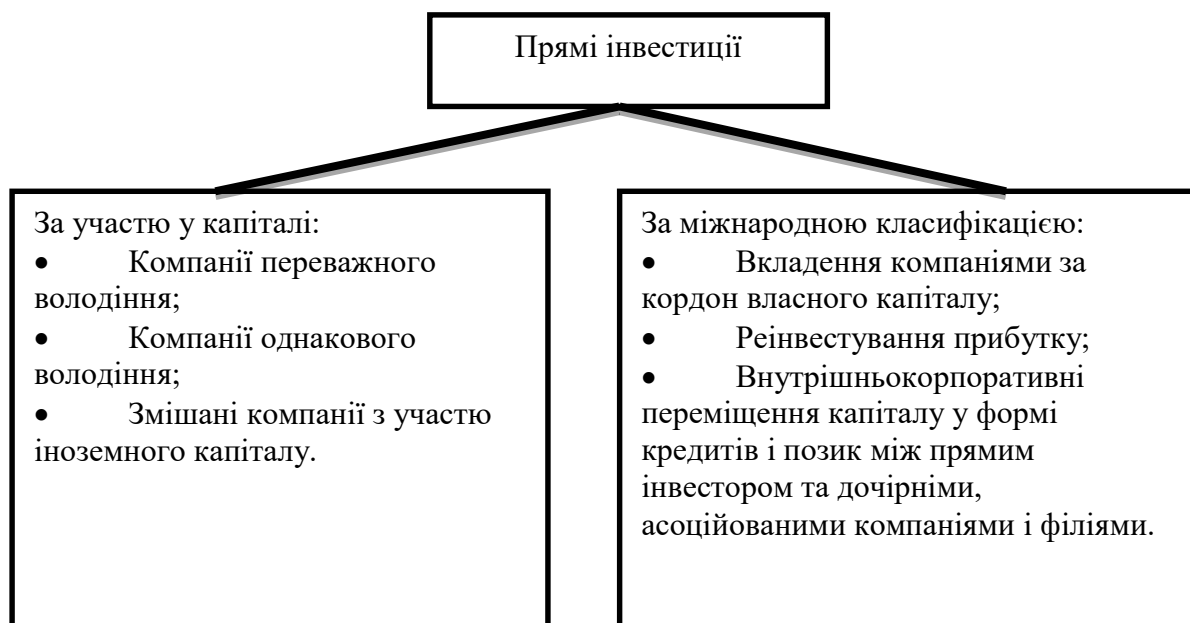 Прямі інвестиції
За участю у капіталі:
• Компанії переважного
володіння;
• Компанії однакового
володіння;
• Змішані компанії з участю
іноземного капіталу.
За міжнародною класифікацією:
• Вкладення компаніями за
кордон власного капіталу;
• Реінвестування прибутку;
• Внутрішньокорпоративні
переміщення капіталу у формі
кредитів і позик між прямим
інвестором та дочірніми,
асоційованими компаніями і філіями.